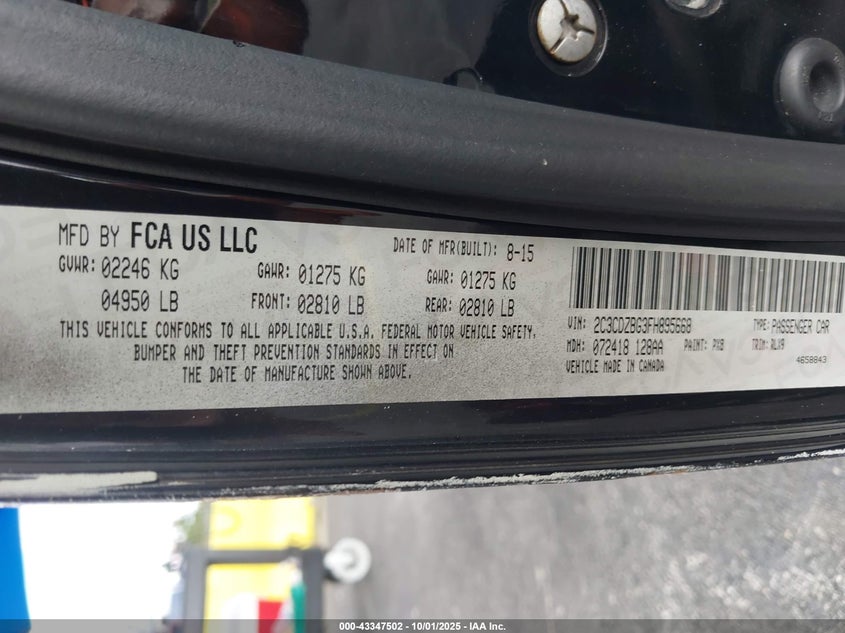 MFD BY FCA US LLC
DATE OF MFR(BUILT): 8-15
GVWR: 02246 KG GAWR: 01275 KG GAWR: 01275 KG
04950 LB FRONT: 02810 LB REAR: 02810 LB
THIS VEHICLE CONFORMS TO ALL APPLICABLE U.S.A. FEDERAL MOTOR VEHICLE SAFETY,
BUMPER AND THEFT PREVENTION STANDARDS IN EFFECT ON
THE DATE OF MANUFACTURE SHOWN ABOVE.
VIN: 2C3CDZBG3FH895668 TYPE: PASSENGER CAR
MDH: 072418 128AA PAINT: PX8 TRIM: RLX9
VEHICLE MADE IN CANADA 4658843
000-43347502 - 10/01/2025 - IAA Inc.